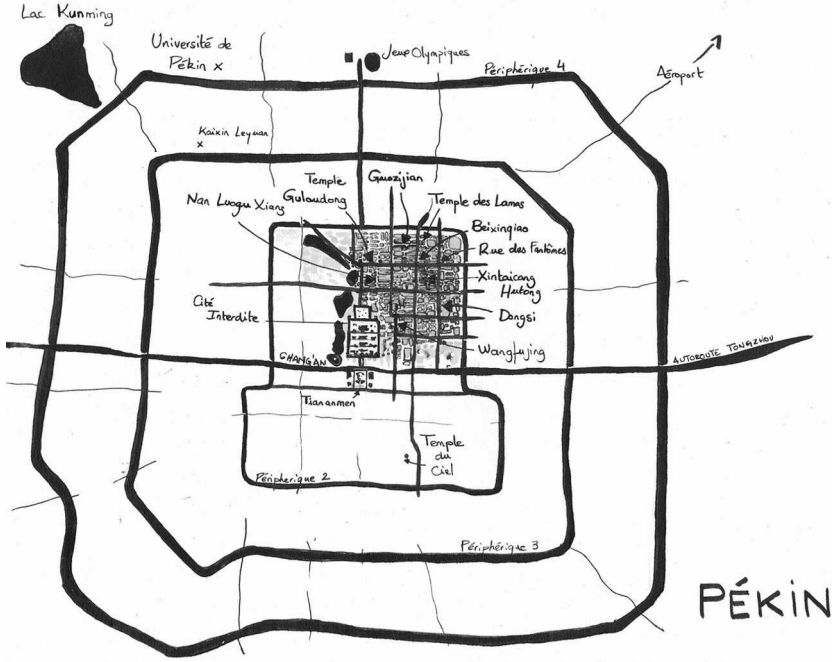 Lac Kunming
Université de
Pékin x
Jeux Olympiques
Périphérique 4
Aéroport
Kaixin Leyuan
x
Temple
Guloudong
Guozijian
Nan Luogu Xiang
Temple des Lamas
Beixinqiao
Rue des Fantômes
Xintaicang
Hutong
Cité
Interdite
Dongsi
Wangfujing
CHANG'AN
AUTOROUTE TONGZHOU
Tiananmen
Temple
du
Ciel
Périphérique 2
Périphérique 3
PÉKIN